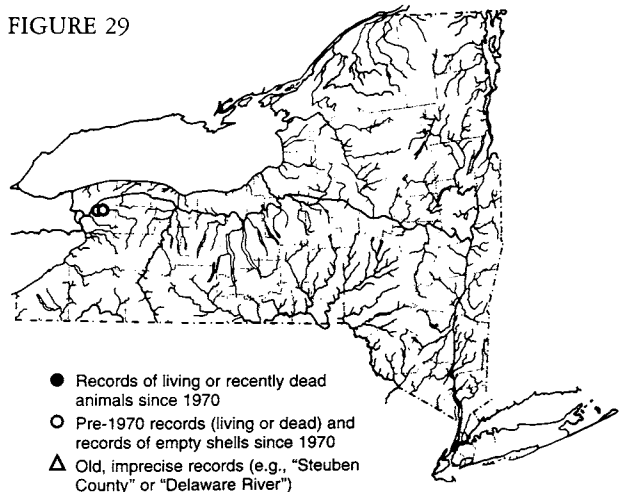 FIGURE 29
● Records of living or recently dead
animals since 1970
○ Pre-1970 records (living or dead) and
records of empty shells since 1970
△ Old, imprecise records (e.g., “Steuben
County” or “Delaware River”)